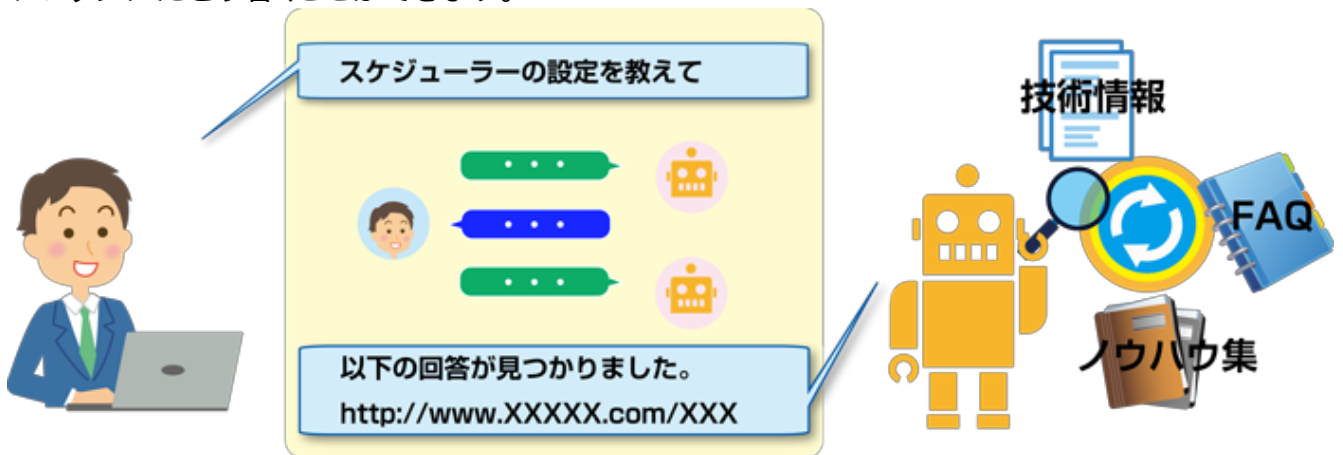 スケジューラーの設定を教えて
技術情報
FAQ
ノウハウ集
以下の回答が見つかりました。
http://www.XXXXX.com/XXX